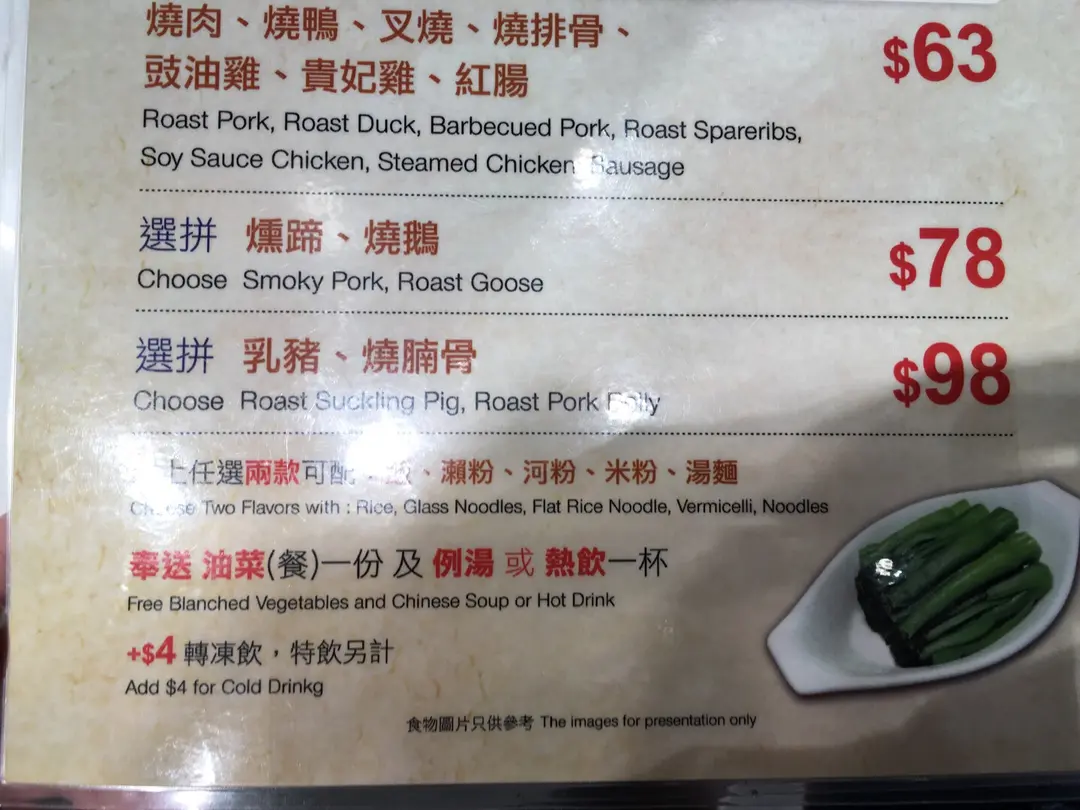 燒肉、燒鴨、叉燒、燒排骨、
豉油雞、貴妃雞、紅腸
$63
Roast Pork, Roast Duck, Barbecued Pork, Roast Spareribs,
Soy Sauce Chicken, Steamed Chicken, Sausage
選拼 燻蹄、燒鵝
$78
Choose Smoky Pork, Roast Goose
選拼 乳豬、燒腩骨
$98
Choose Roast Suckling Pig, Roast Pork Belly
上任選兩款可配 飯、瀨粉、河粉、米粉、湯麵
Choose Two Flavors with : Rice, Glass Noodles, Flat Rice Noodle, Vermicelli, Noodles
奉送 油菜(餐)一份 及 例湯 或 熱飲一杯
Free Blanched Vegetables and Chinese Soup or Hot Drink
+$4 轉凍飲，特飲另計
Add $4 for Cold Drinkg
食物圖片只供參考 The images for presentation only